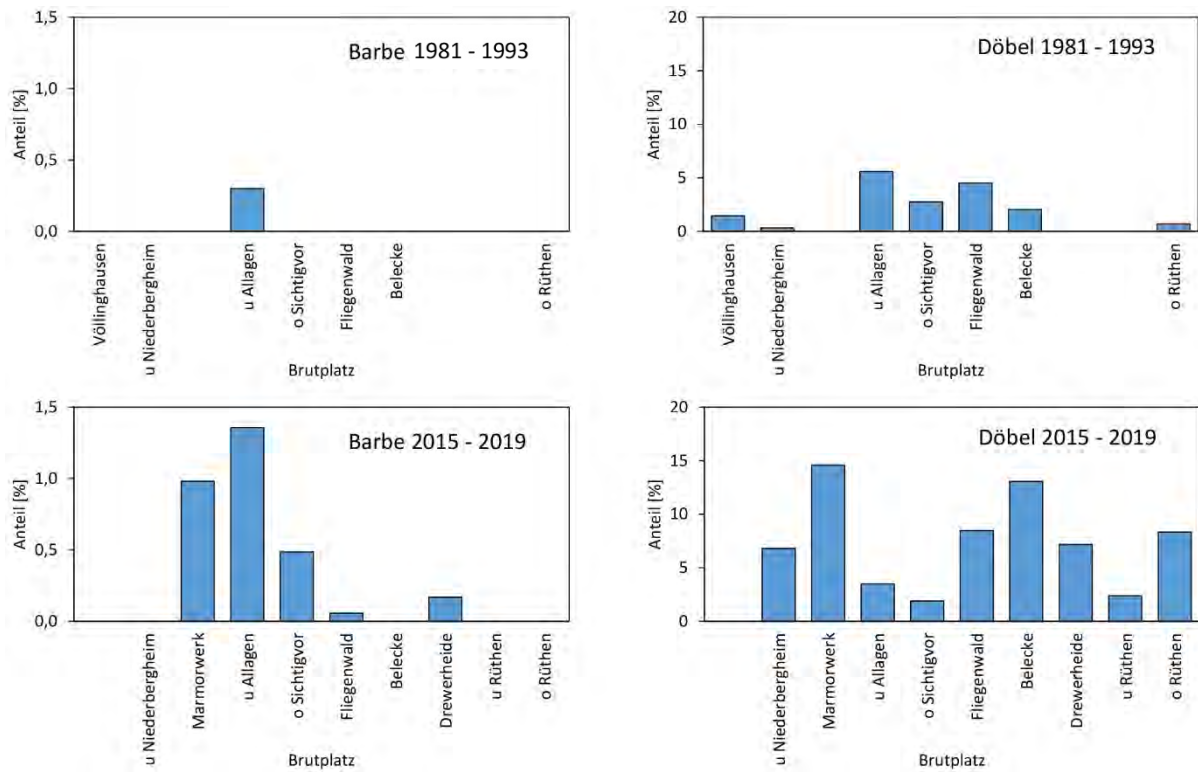 Barbe 1981 - 1993
Anteil [%]
1,5
1,0
0,5
0,0
Völlinghausen
u Niederbergheim
u Allagen
o Sichtigvor
Fliegenwald
Belecke
o Rüthen
Brutplatz
Döbel 1981 - 1993
Anteil [%]
20
15
10
5
0
Völlinghausen
u Niederbergheim
u Allagen
o Sichtigvor
Fliegenwald
Belecke
o Rüthen
Brutplatz
Barbe 2015 - 2019
Anteil [%]
1,5
1,0
0,5
0,0
u Niederbergheim
Marmorwerk
u Allagen
o Sichtigvor
Fliegenwald
Belecke
Drewerheide
u Rüthen
o Rüthen
Brutplatz
Döbel 2015 - 2019
Anteil [%]
20
15
10
5
0
u Niederbergheim
Marmorwerk
u Allagen
o Sichtigvor
Fliegenwald
Belecke
Drewerheide
u Rüthen
o Rüthen
Brutplatz